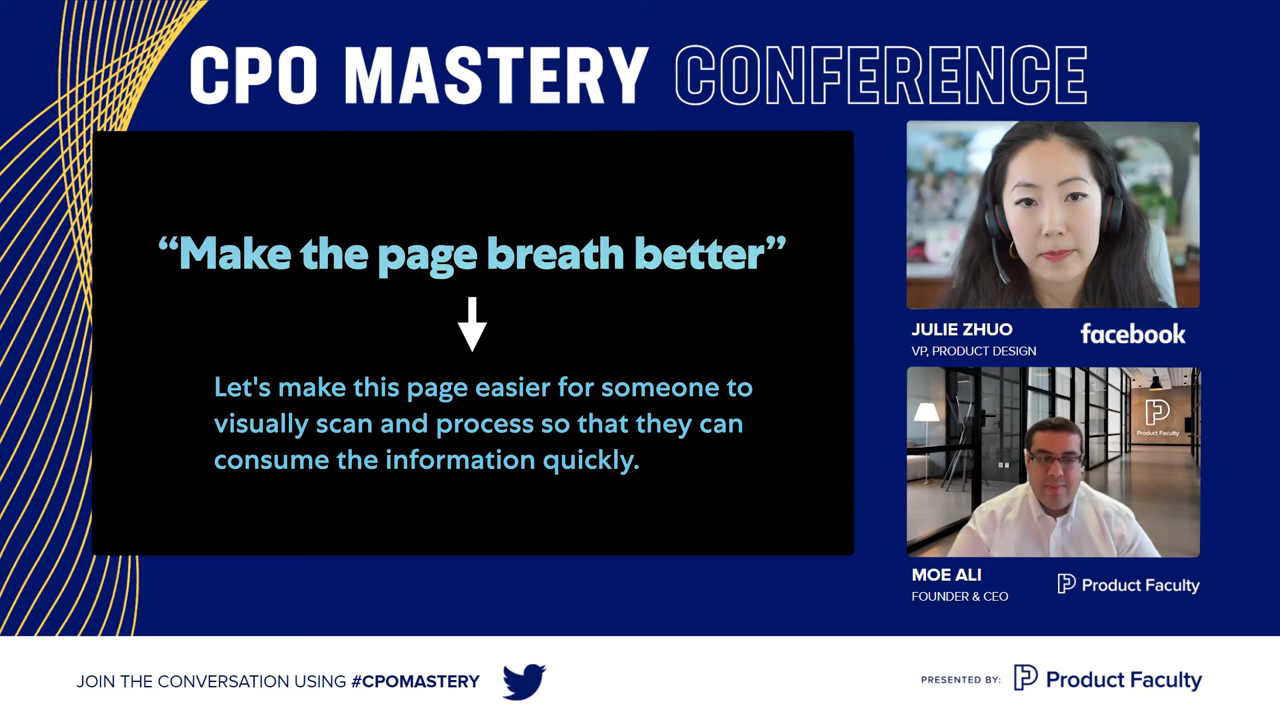 CPO MASTERY CONFERENCE
“Make the page breath better”
Let's make this page easier for someone to
visually scan and process so that they can
consume the information quickly.
JULIE ZHUO
VP, PRODUCT DESIGN
facebook
Product Faculty
MOE ALI
FOUNDER & CEO
Product Faculty
JOIN THE CONVERSATION USING #CPOMASTERY
PRESENTED BY:
Product Faculty